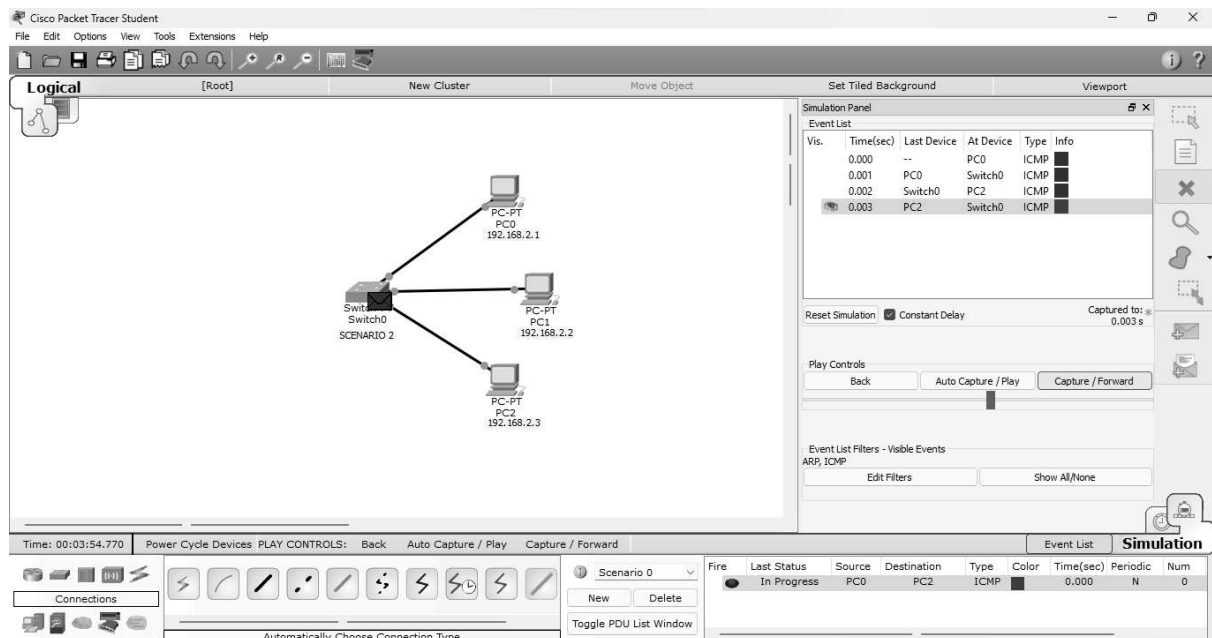 Cisco Packet Tracer Student
File Edit Options View Tools Extensions Help
Logical [Root] New Cluster Move Object Set Tiled Background Viewport
Simulation Panel
Event List
Vis. Time(sec) Last Device At Device Type Info
0.000 -- PC0 ICMP
0.001 PC0 Switch0 ICMP
0.002 Switch0 PC2 ICMP
0.003 PC2 Switch0 ICMP
PC-PT
PC0
192.168.2.1
Switch0
SCENARIO 2
PC-PT
PC1
192.168.2.2
PC-PT
PC2
192.168.2.3
Reset Simulation Constant Delay Captured to: *
0.003 s
Play Controls
Back Auto Capture / Play Capture / Forward
Event List Filters - Visible Events
ARP, ICMP
Edit Filters Show All/None
Time: 00:03:54.770 Power Cycle Devices PLAY CONTROLS: Back Auto Capture / Play Capture / Forward Event List Simulation
Connections
Automatically Choose Connection Type
Scenario 0
New Delete
Toggle PDU List Window
Fire Last Status Source Destination Type Color Time(sec) Periodic Num
In Progress PC0 PC2 ICMP 0.000 N 0